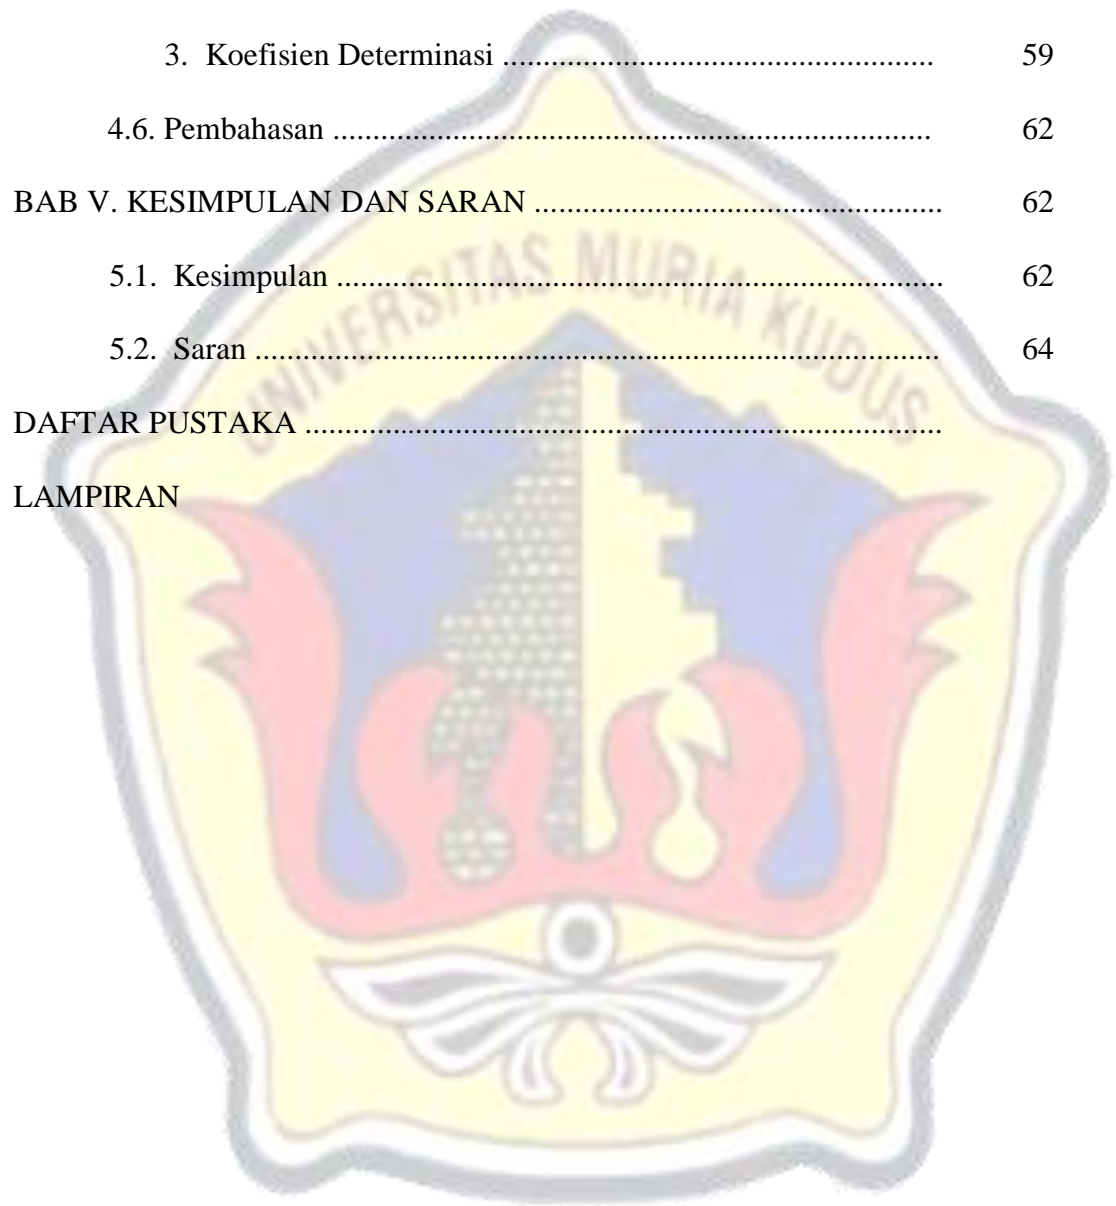 3. Koefisien Determinasi ...................................................... 59
4.6. Pembahasan ........................................................................... 62
BAB V. KESIMPULAN DAN SARAN ................................................... 62
5.1. Kesimpulan ............................................................................ 62
5.2. Saran ...................................................................................... 64
DAFTAR PUSTAKA ................................................................................
LAMPIRAN
UNIVERSITAS MURIA KUDUS